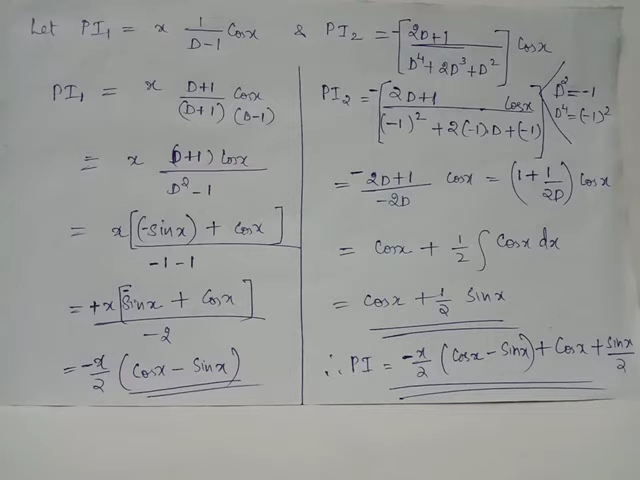 Let PI₁ = x 1/(D-1) Cosx & PI₂ = -[(2D+1)/(D⁴+2D³+D²)] Cosx
PI₁ = x (D+1)/((D+1)(D-1)) Cosx
= x (D+1) Cosx/(D²-1)
= x[(-sinx) + Cosx]/(-1-1)
= +x[-Sinx + Cosx]/(-2)
= -x/2 (Cosx - Sinx)
PI₂ = -[(2D+1)/((-1)²+2(-1).D+(-1)) Cosx] D²=-1
D⁴=(-1)²
= -(2D+1)/(-2D) Cosx = (1+1/(2D)) Cosx
= Cosx + 1/2 ∫ Cosx dx
= Cosx + 1/2 Sinx
∴ PI = -x/2 (Cosx - Sinx) + Cosx + Sinx/2